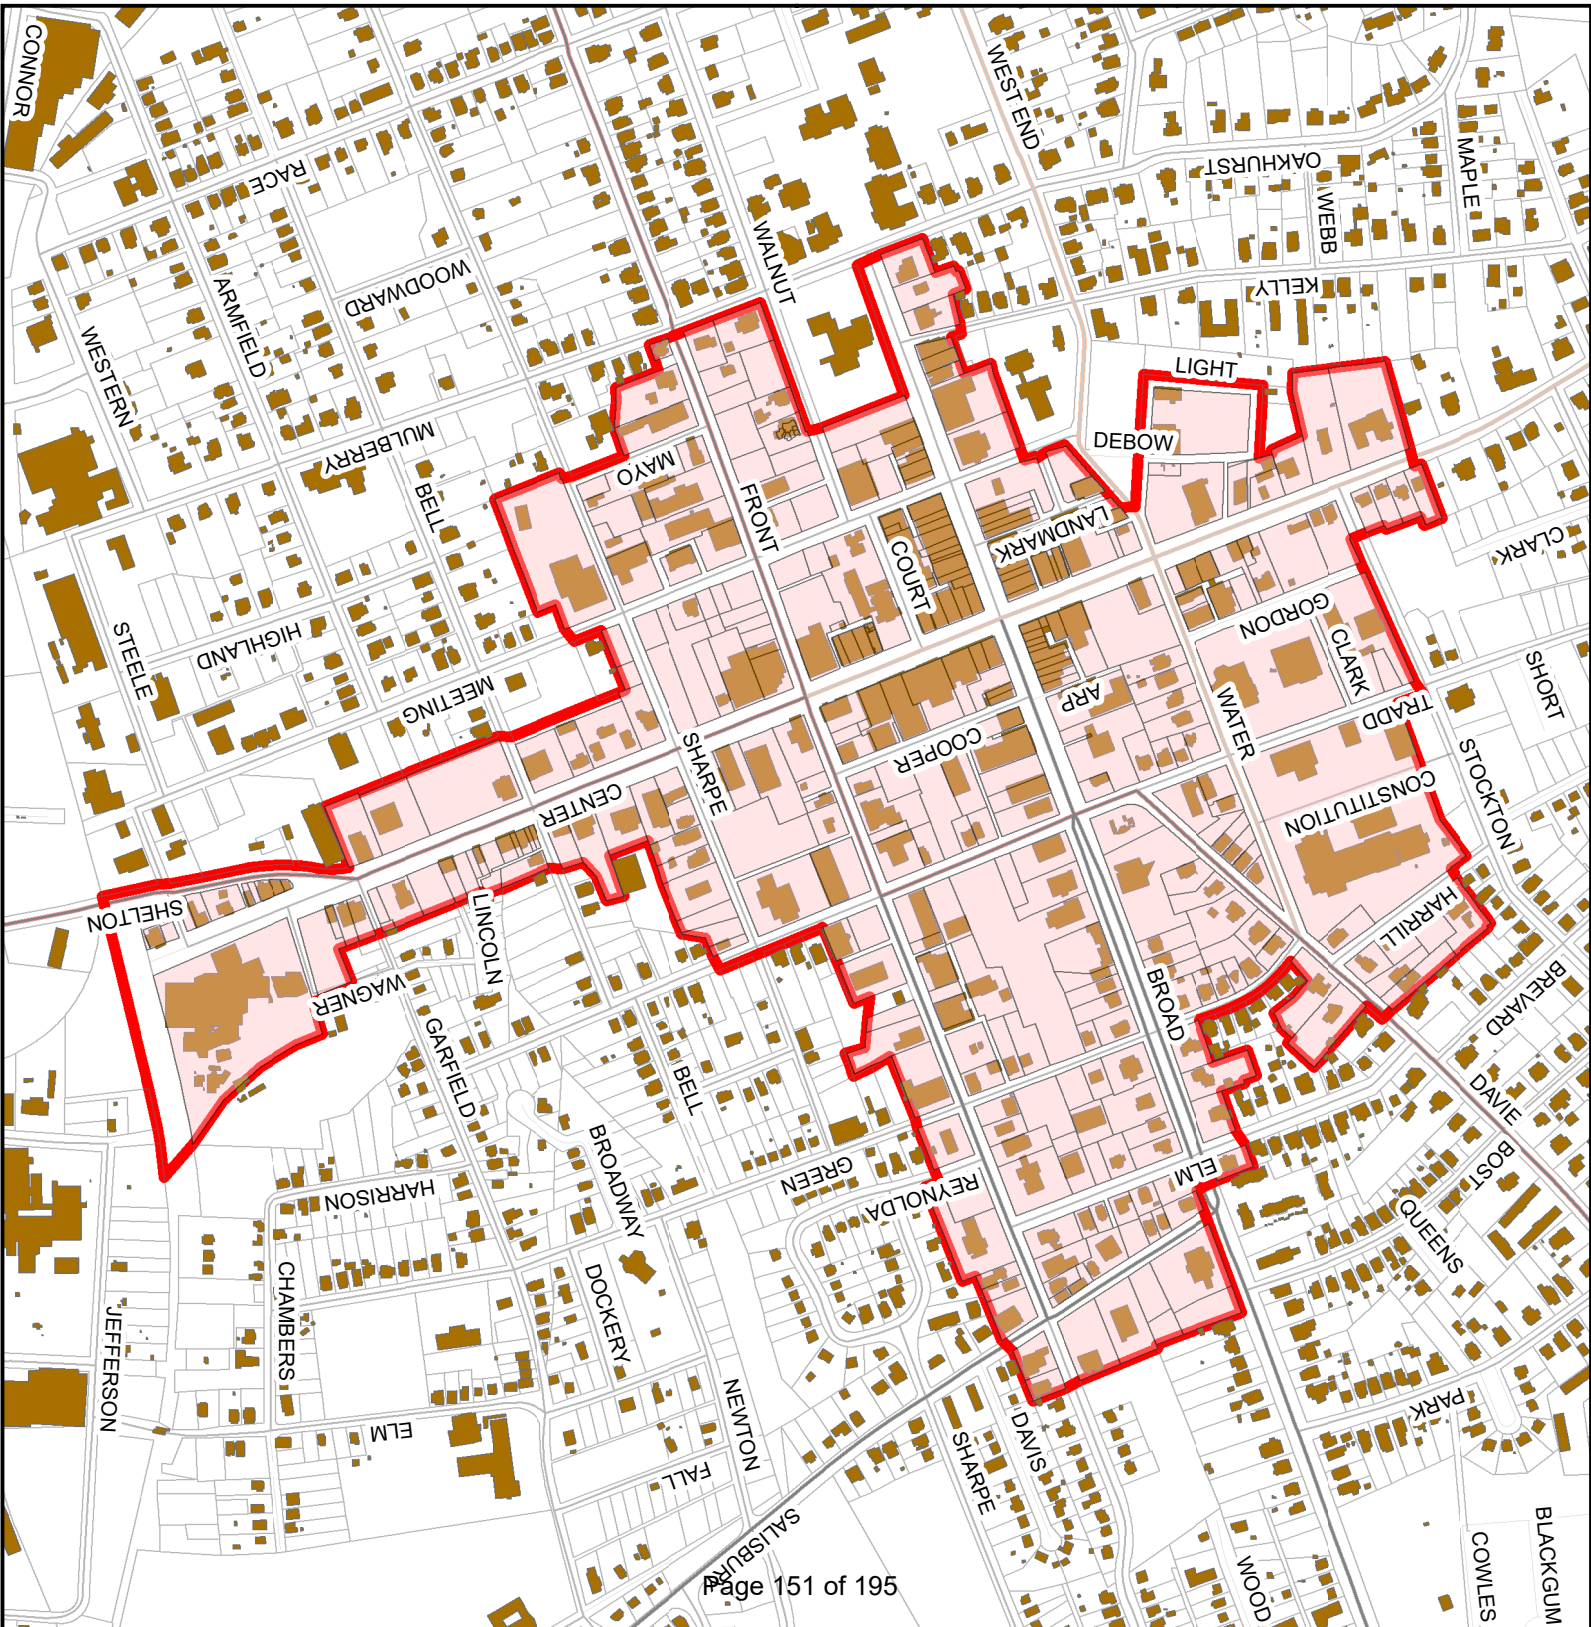 CONNOR
WEST END
RACE
OAKHURST
MAPLE
WEBB
WALNUT
WOODWARD
ARMFIELD
KELLY
WESTERN
LIGHT
MULBERRY
DEBOW
MAYO
BELL
FRONT
LANDMARK
CLARK
COURT
GORDON
HIGHLAND
STEELE
CLARK
SHORT
MEETING
ARP
WATER
TRADD
COOPER
SHARPE
STOCKTON
CENTER
CONSTITUTION
SHELTON
LINCOLN
HARRILL
WAGNER
BROAD
BREVARD
GARFIELD
BELL
DAVIE
BROADWAY
BOST
GREEN
ELM
HARRISON
REYNOLDA
QUEENS
CHAMBERS
DOCKERY
JEFFERSON
PARK
NEWTON
ELM
DAVIS
SHARPE
FALL
SALISBURY
BLACKGUM
COWLES
WOOD
Page 151 of 195